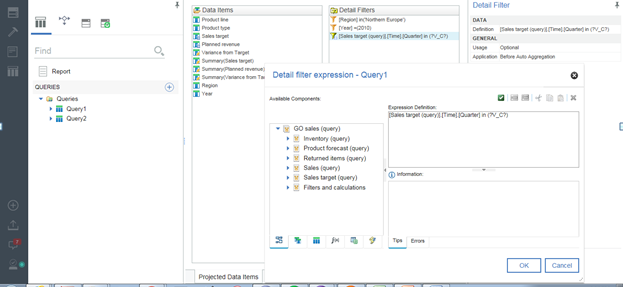 Data Items
Detail Filters
Detail Filter
Product line
Product type
Sales target
Planned revenue
Variance from Target
Summary(Sales target)
Summary(Planned revenue)
Summary(Variance from Ta
Region
Year
[Region] in('Northern Europe')
[Year] =(2010)
[Sales target (query)].[Time].[Quarter] in (?V_C?)
DATA
Definition [Sales target (query)].[Time].[Quarter] in (?V_C?)
GENERAL
Usage Optional
Application Before Auto Aggregation
Find
Report
QUERIES
Queries
Query1
Query2
Detail filter expression - Query1
Available Components:
GO sales (query)
Inventory (query)
Product forecast (query)
Returned items (query)
Sales (query)
Sales target (query)
Filters and calculations
Expression Definition:
[Sales target (query)].[Time].[Quarter] in (?V_C?)
Information:
Tips
Errors
OK
Cancel
Projected Data Items